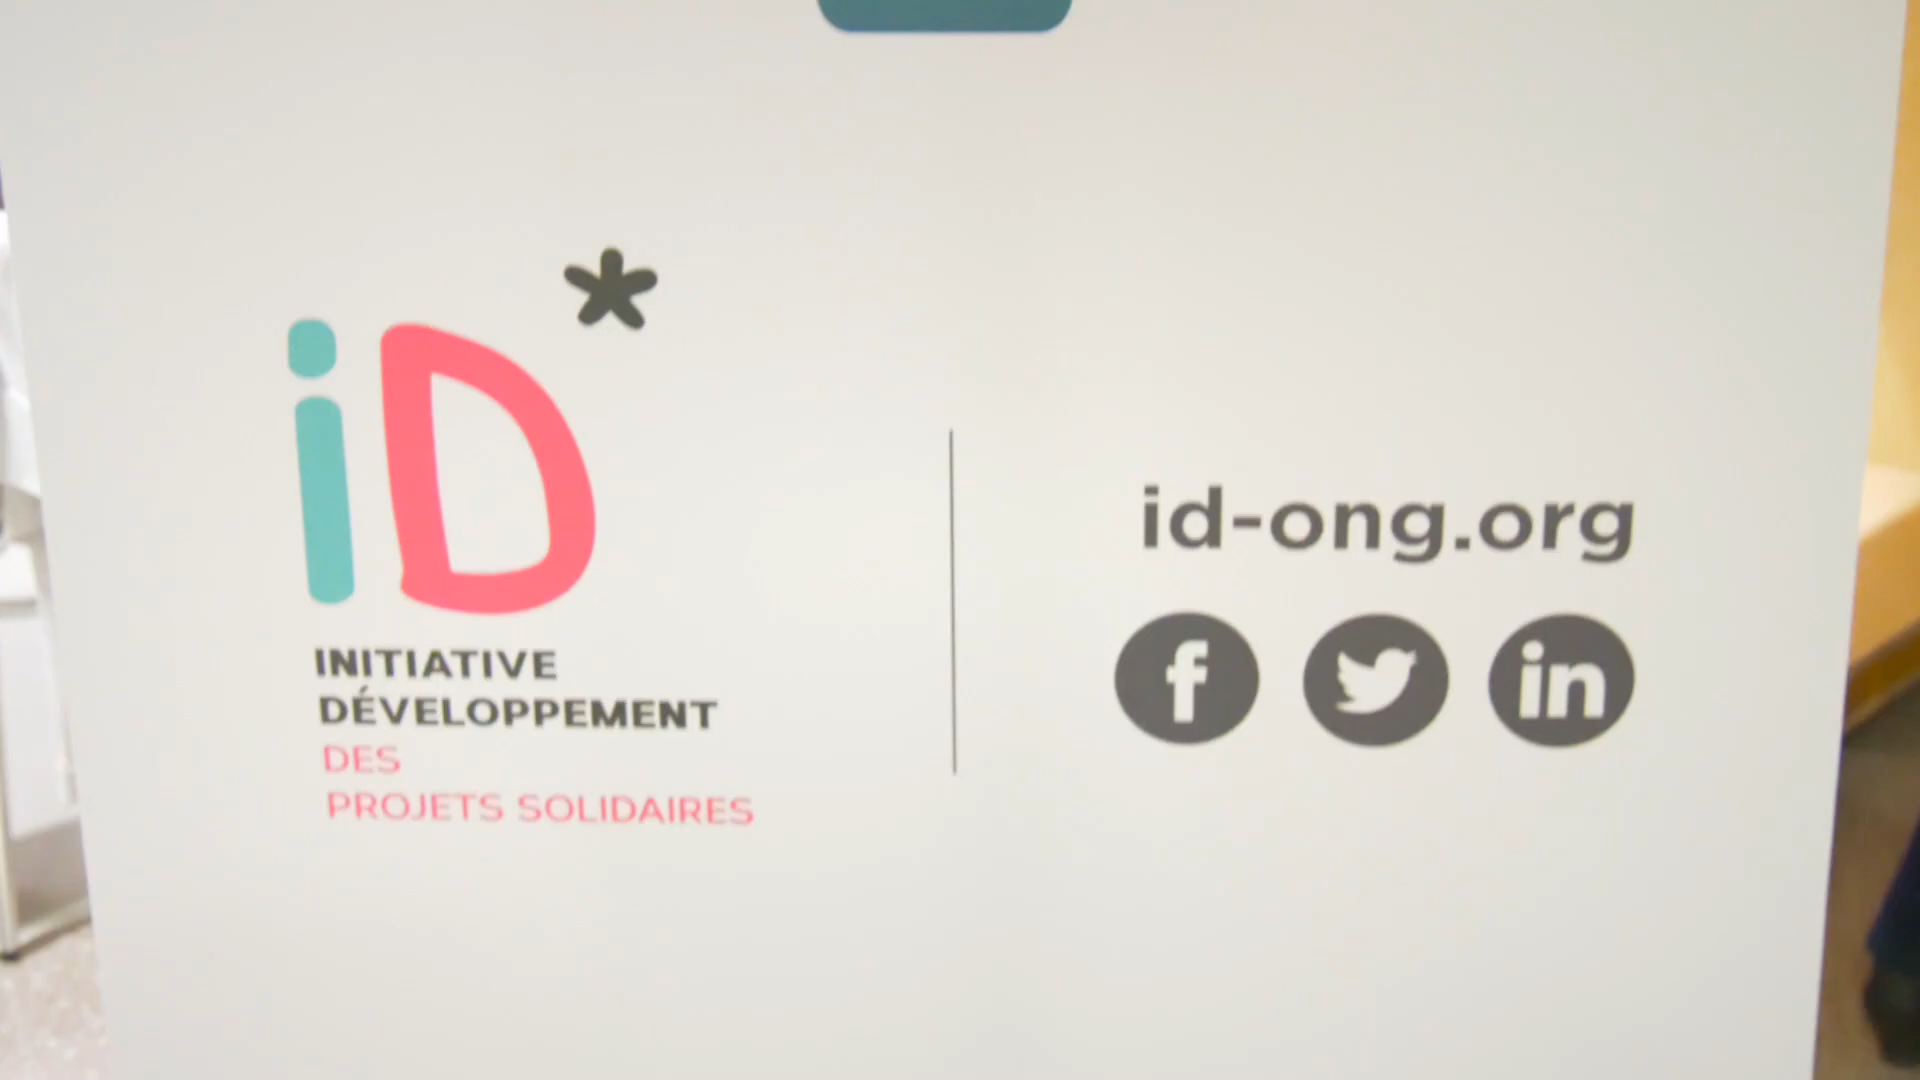 iD*
INITIATIVE
DÉVELOPPEMENT
DES
PROJETS SOLIDAIRES
id-ong.org
f
in